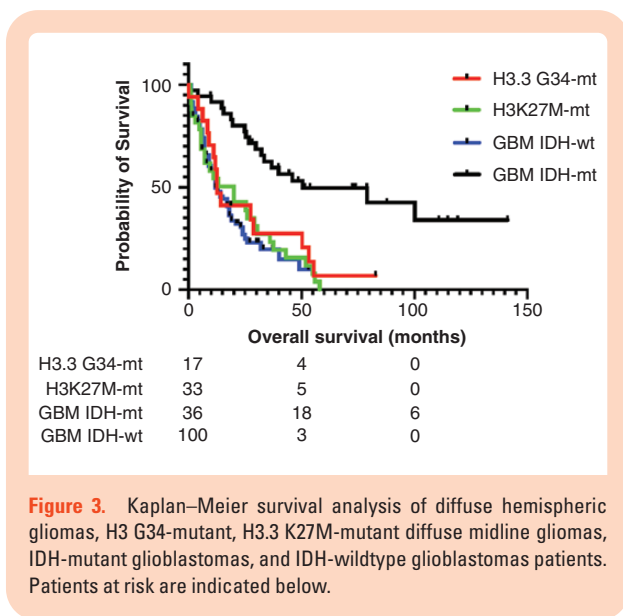 100
50
0
Probability of Survival
H3.3 G34-mt
H3K27M-mt
GBM IDH-wt
GBM IDH-mt
0 50 100 150
Overall survival (months)
H3.3 G34-mt 17 4 0
H3K27M-mt 33 5 0
GBM IDH-mt 36 18 6
GBM IDH-wt 100 3 0
Figure 3. Kaplan–Meier survival analysis of diffuse hemispheric
gliomas, H3 G34-mutant, H3.3 K27M-mutant diffuse midline gliomas,
IDH-mutant glioblastomas, and IDH-wildtype glioblastomas patients.
Patients at risk are indicated below.